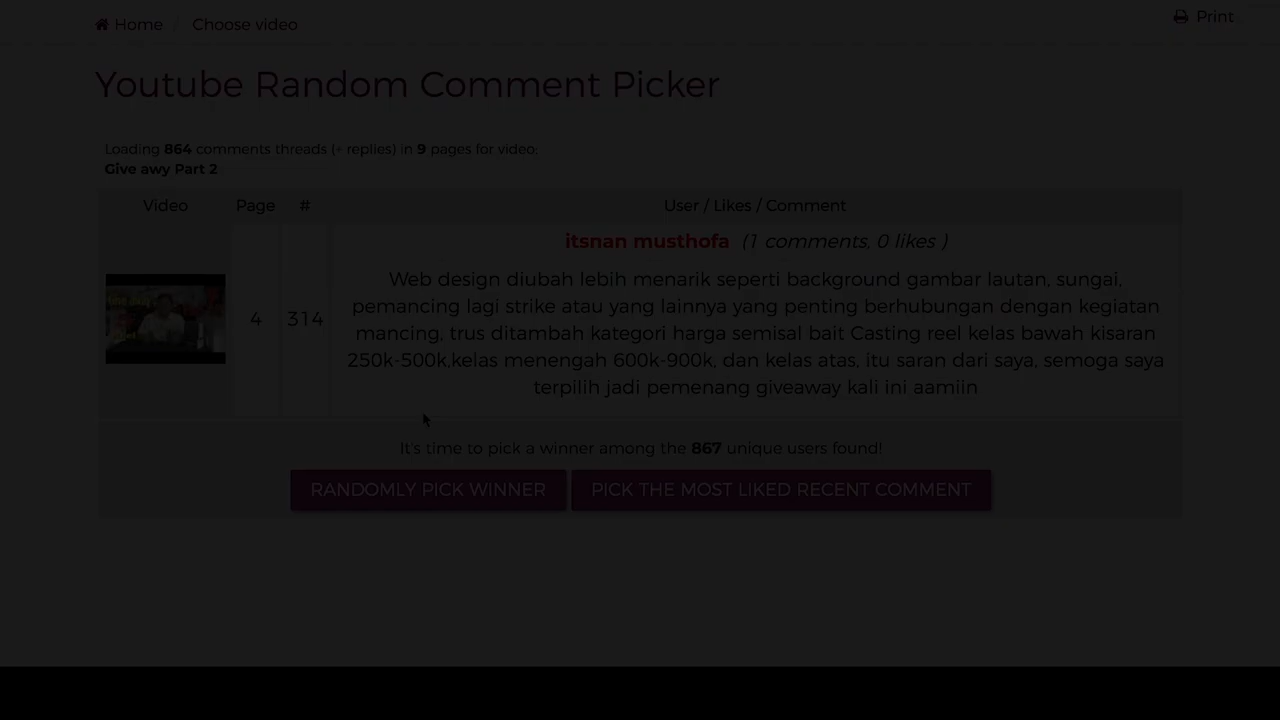 Home / Choose video
Print
Youtube Random Comment Picker
Loading 864 comments threads (+ replies) in 9 pages for video:
Give awy Part 2
Video Page # User / Likes / Comment
itsnan musthofa (1 comments, 0 likes )
Web design diubah lebih menarik seperti background gambar lautan, sungai,
pemancing lagi strike atau yang lainnya yang penting berhubungan dengan kegiatan
4 314
mancing, trus ditambah kategori harga semisal bait Casting reel kelas bawah kisaran
250k-500k,kelas menengah 600k-900k, dan kelas atas, itu saran dari saya, semoga saya
terpilih jadi pemenang giveaway kali ini aamiin
It's time to pick a winner among the 867 unique users found!
RANDOMLY PICK WINNER PICK THE MOST LIKED RECENT COMMENT